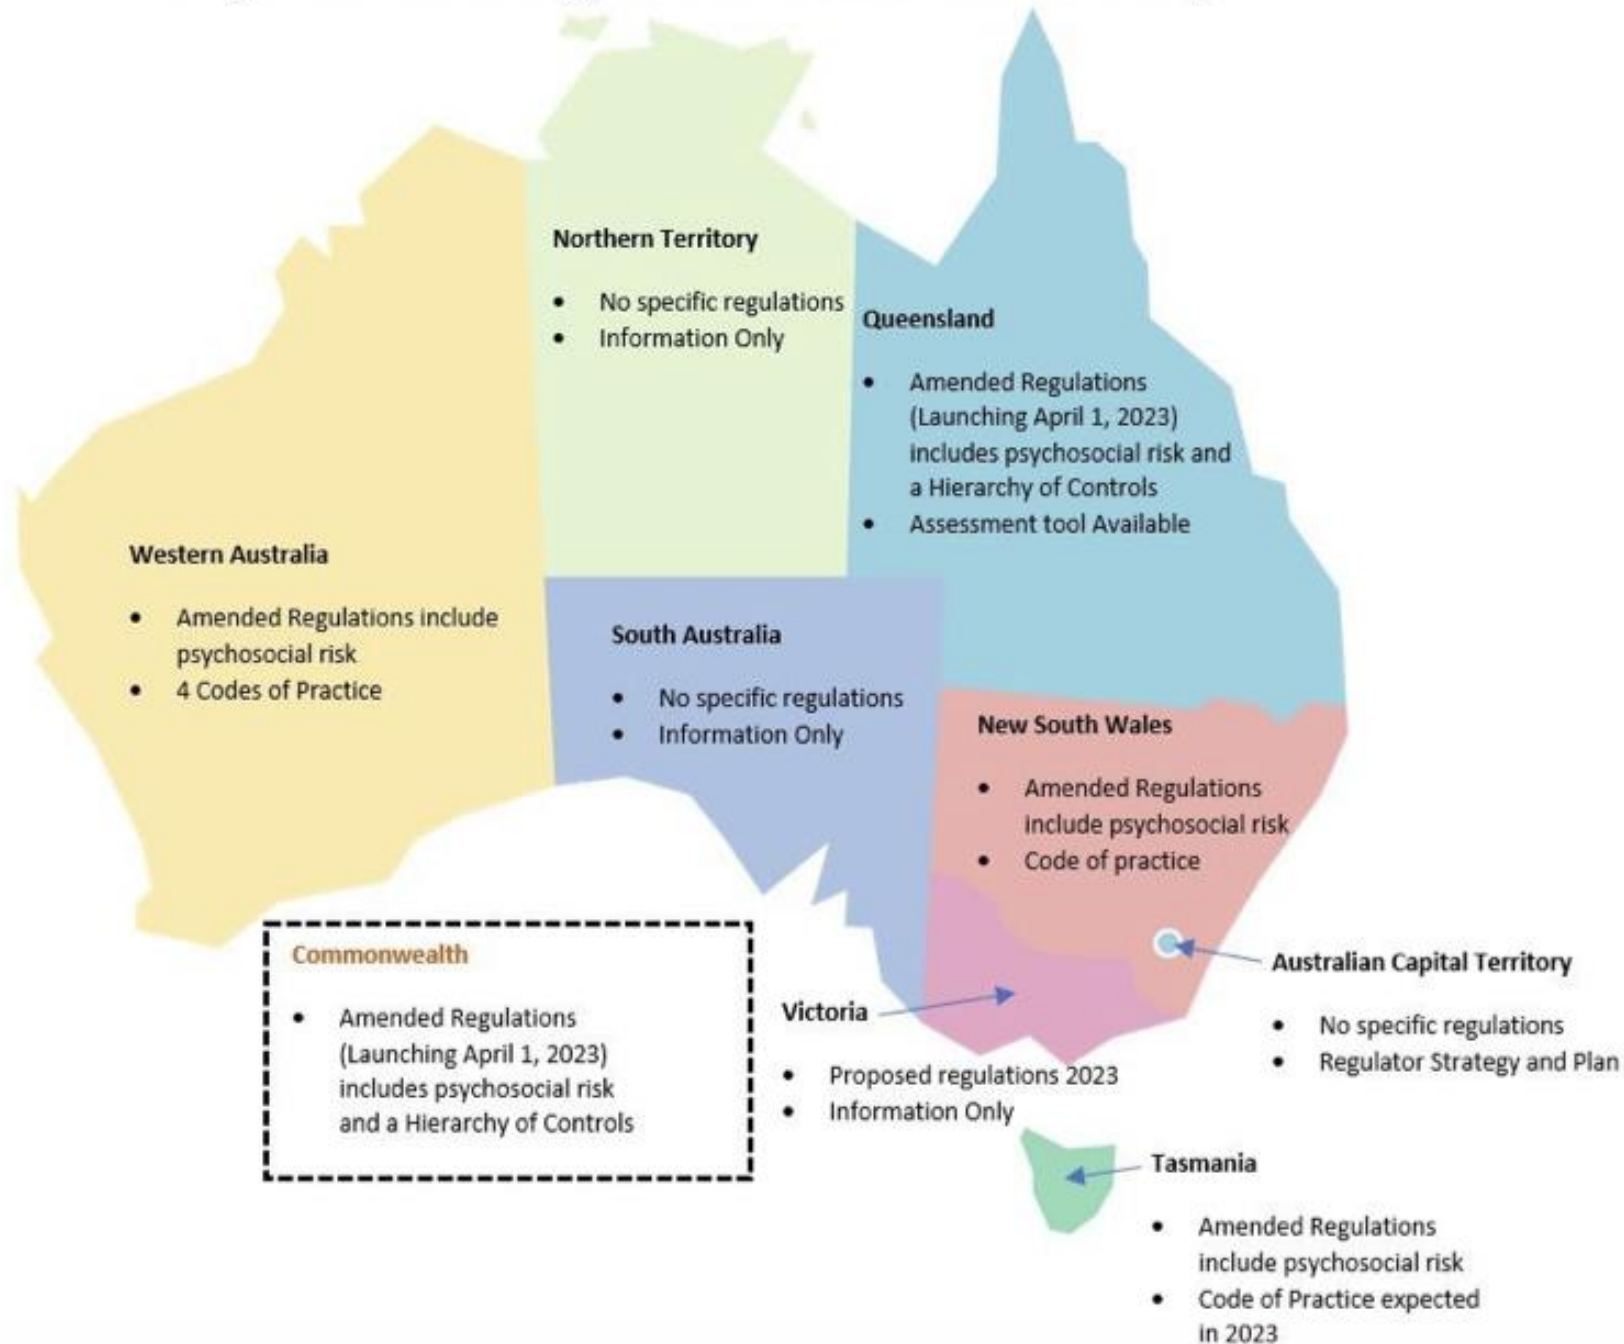 Northern Territory
• No specific regulations
• Information Only
Queensland
• Amended Regulations
(Launching April 1, 2023)
includes psychosocial risk and
a Hierarchy of Controls
• Assessment tool Available
Western Australia
• Amended Regulations include
psychosocial risk
• 4 Codes of Practice
South Australia
• No specific regulations
• Information Only
New South Wales
• Amended Regulations
include psychosocial risk
• Code of practice
Commonwealth
• Amended Regulations
(Launching April 1, 2023)
includes psychosocial risk
and a Hierarchy of Controls
Victoria
• Proposed regulations 2023
• Information Only
Australian Capital Territory
• No specific regulations
• Regulator Strategy and Plan
Tasmania
• Amended Regulations
include psychosocial risk
• Code of Practice expected
in 2023